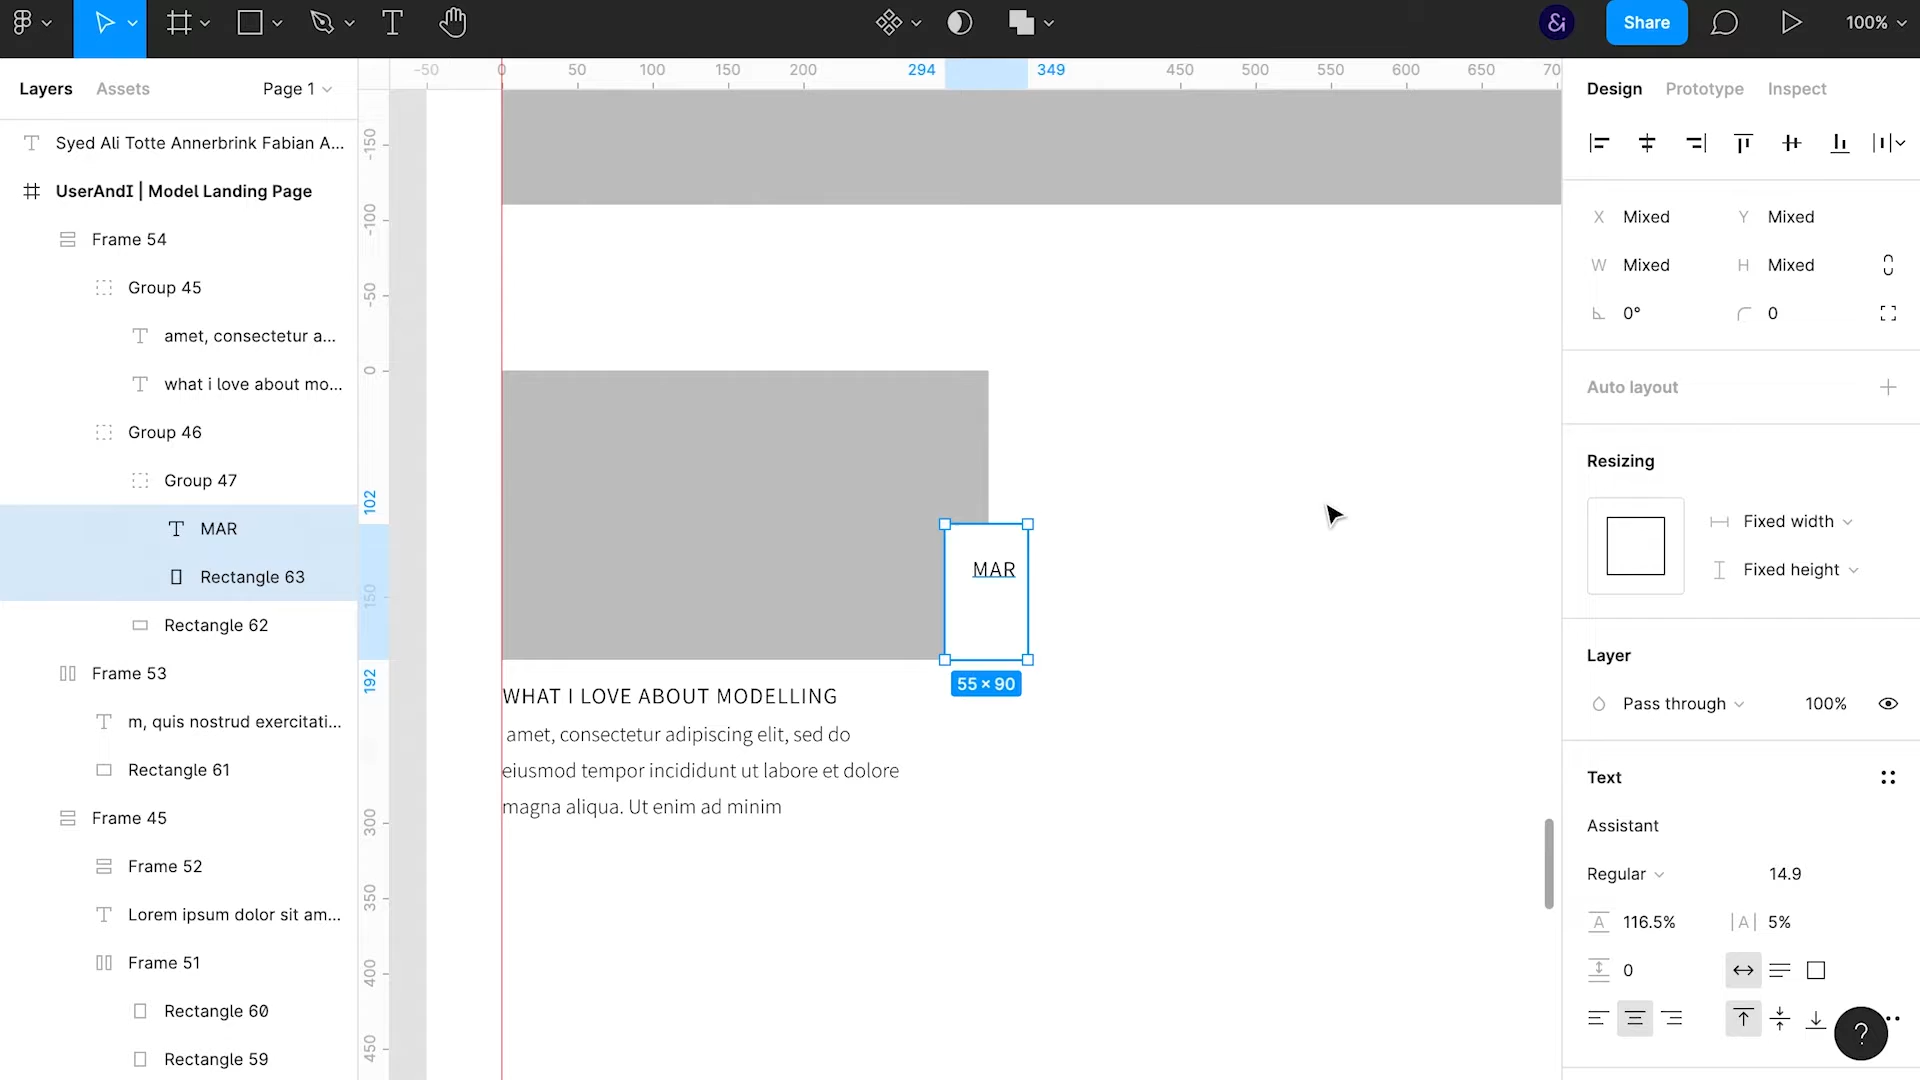 Share
100%
Layers
Assets
Page 1
Syed Ali Totte Annerbrink Fabian A...
UserAndI | Model Landing Page
Frame 54
Group 45
amet, consectetur a...
what i love about mo...
Group 46
Group 47
MAR
Rectangle 63
Rectangle 62
Frame 53
m, quis nostrud exercitati...
Rectangle 61
Frame 45
Frame 52
Lorem ipsum dolor sit am...
Frame 51
Rectangle 60
Rectangle 59
-50 0 50 100 150 200 294 349 450 500 550 600 650 70
-150
-100
-50
0
102
150
192
300
350
400
450
MAR
55 × 90
WHAT I LOVE ABOUT MODELLING
amet, consectetur adipiscing elit, sed do
eiusmod tempor incididunt ut labore et dolore
magna aliqua. Ut enim ad minim
Design
Prototype
Inspect
X Mixed
Y Mixed
W Mixed
H Mixed
0°
0
Auto layout
Resizing
Fixed width
Fixed height
Layer
Pass through
100%
Text
Assistant
Regular
14.9
116.5%
|A| 5%
0
?